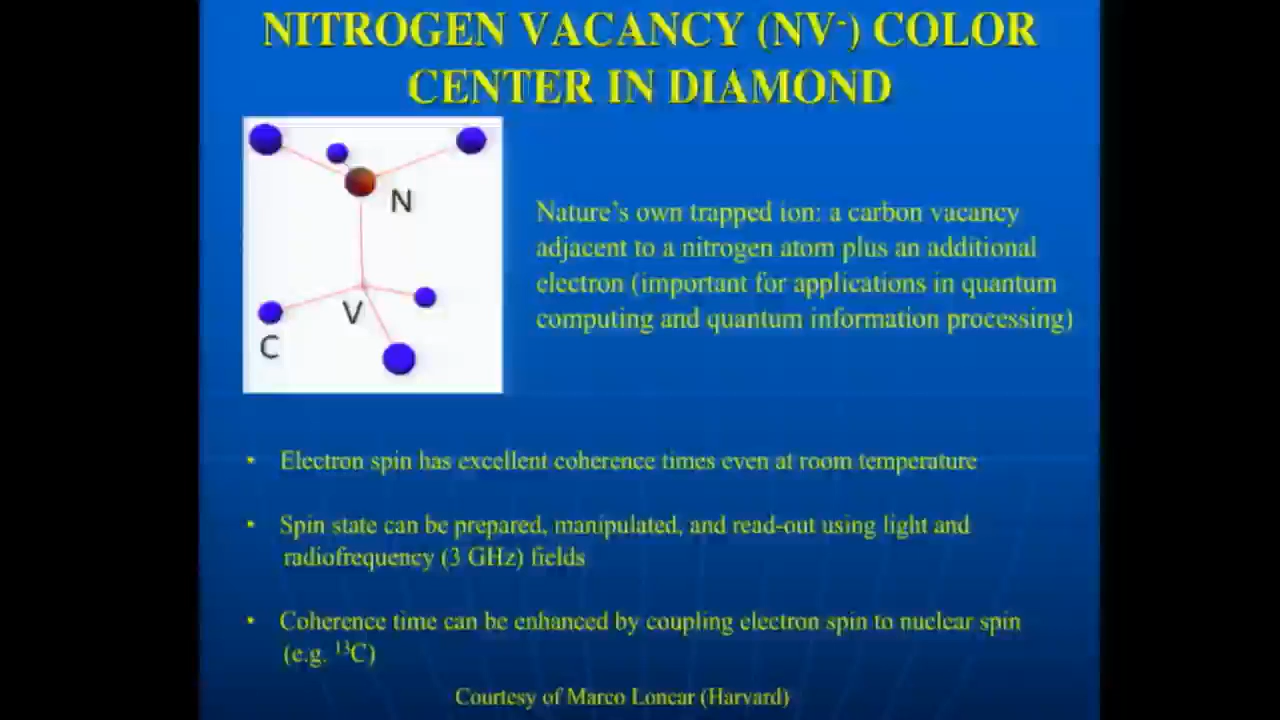 NITROGEN VACANCY (NV-) COLOR
CENTER IN DIAMOND
N
V
C
Nature's own trapped ion: a carbon vacancy
adjacent to a nitrogen atom plus an additional
electron (important for applications in quantum
computing and quantum information processing)
• Electron spin has excellent coherence times even at room temperature
• Spin state can be prepared, manipulated, and read-out using light and
radiofrequency (3 GHz) fields
• Coherence time can be enhanced by coupling electron spin to nuclear spin
(e.g. ¹³C)
Courtesy of Marco Loncar (Harvard)